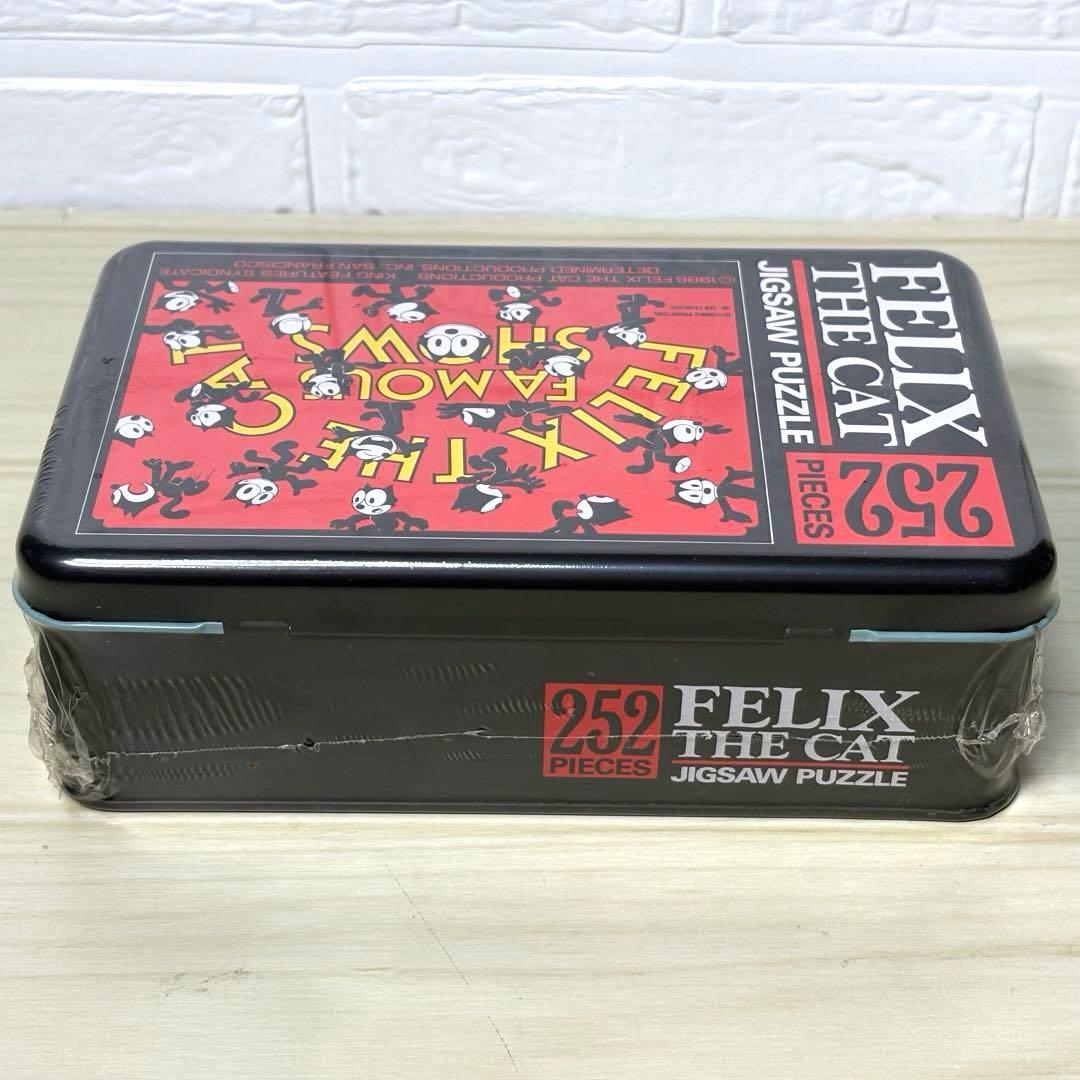 FELIX
THE CAT
JIGSAW PUZZLE
252
PIECES
SHOWS
FAMOUS
FELIX THE CAT
©1986 FELIX THE CAT PRODUCTIONS
KING FEATURES SYNDICATE
DETERMINED PRODUCTIONS, INC. SAN FRANCISCO
252
PIECES
FELIX
THE CAT
JIGSAW PUZZLE